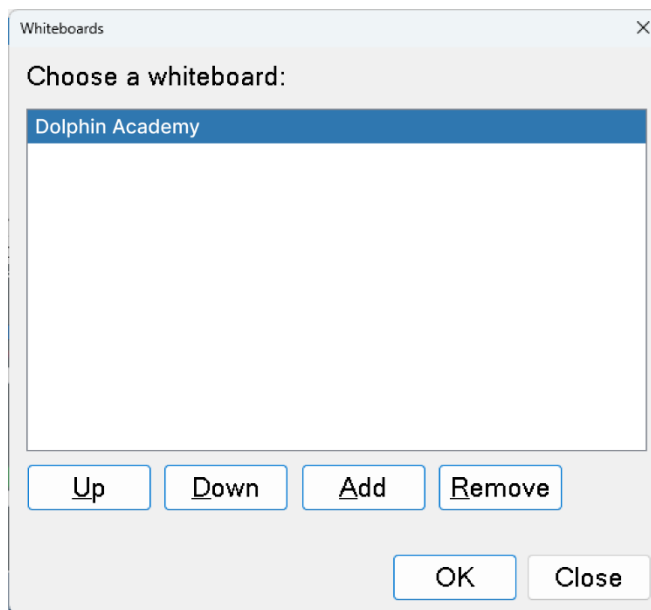 Whiteboards
Choose a whiteboard:
Dolphin Academy
Up Down Add Remove
OK Close